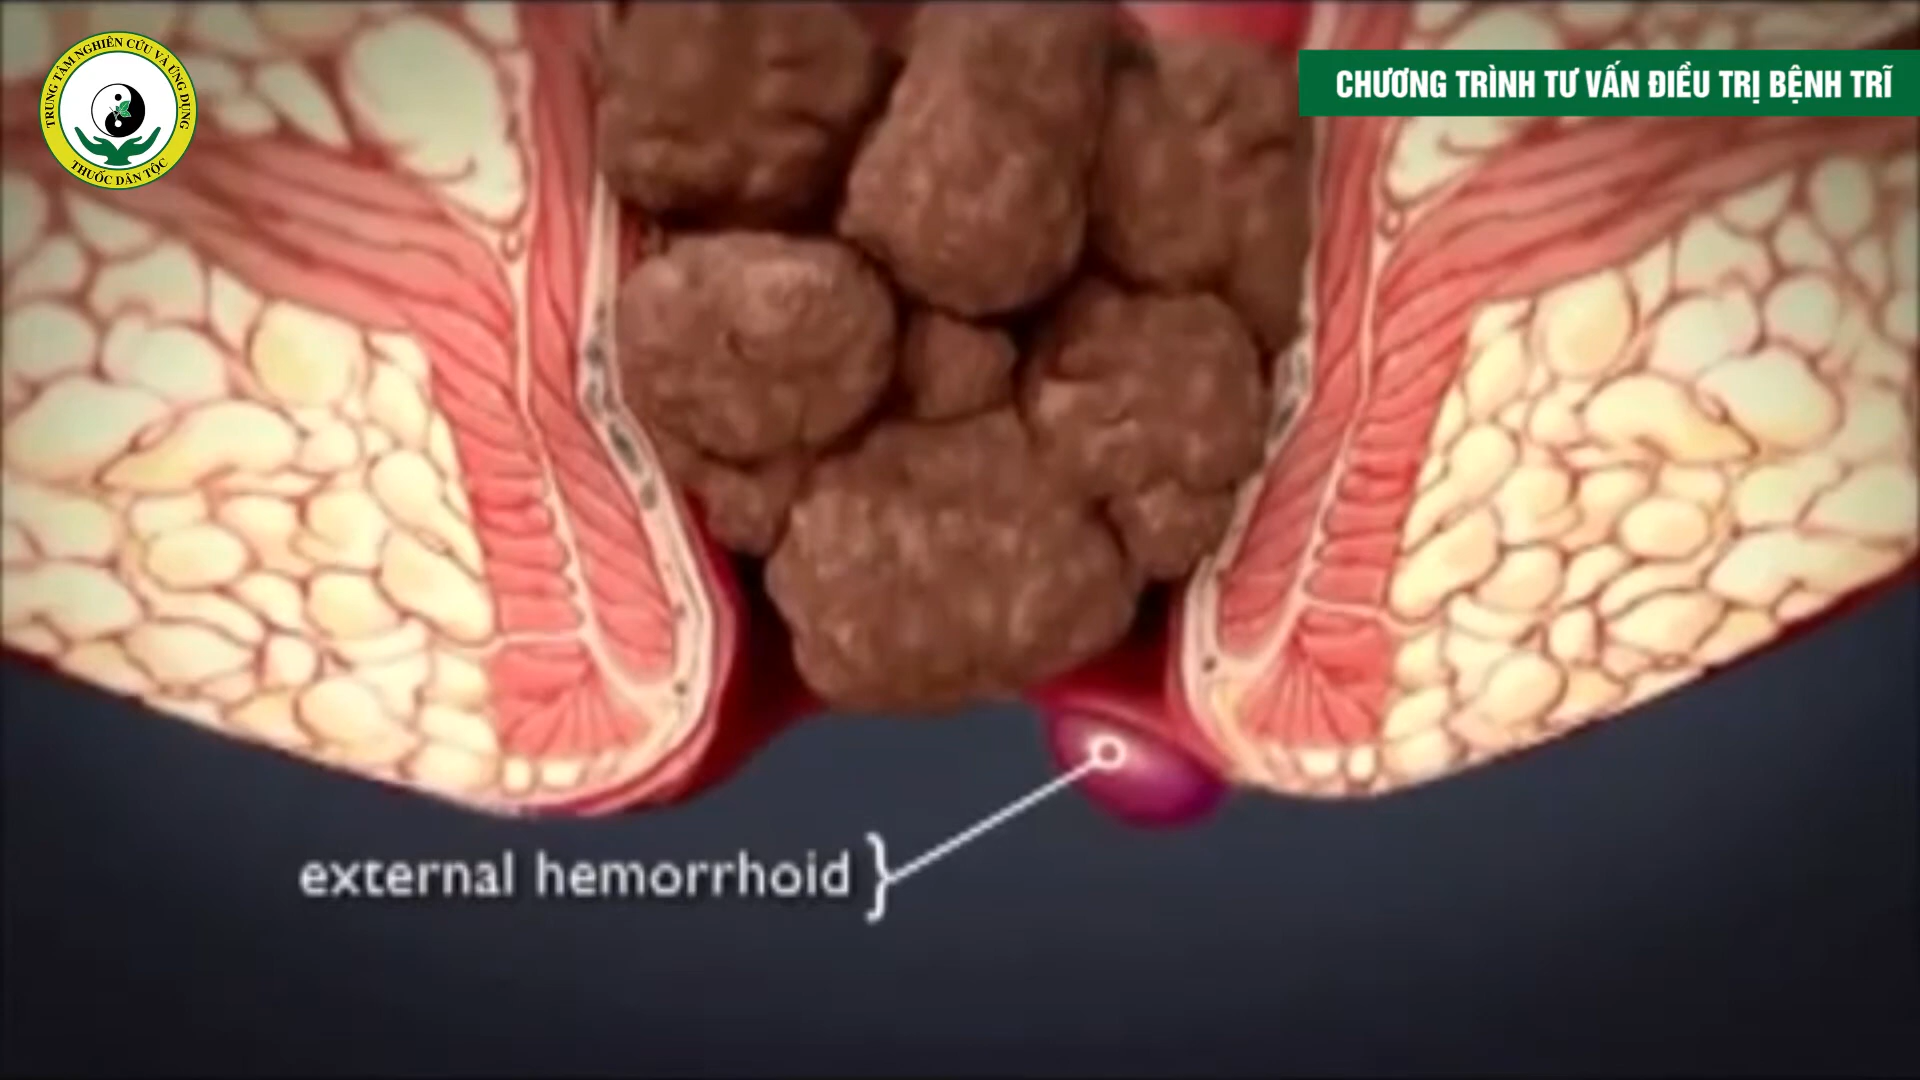 TRUNG TÂM NGHIÊN CỨU VÀ ỨNG DỤNG
THUỐC DÂN TỘC
CHƯƠNG TRÌNH TƯ VẤN ĐIỀU TRỊ BỆNH TRĨ
external hemorrhoid